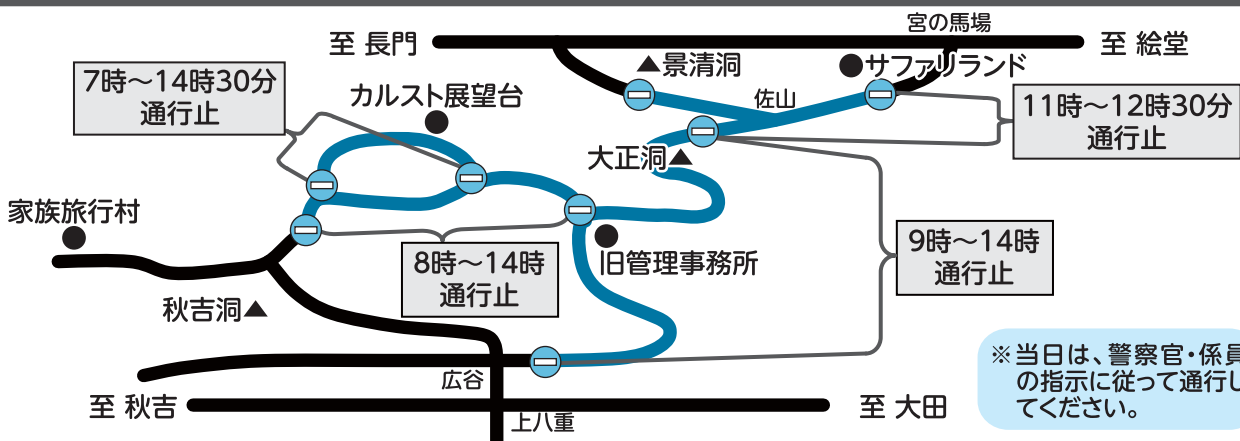 宮の馬場
至 長門
至 絵堂
▲景清洞
●サファリランド
7時～14時30分
通行止
カルスト展望台
佐山
11時～12時30分
通行止
大正洞▲
家族旅行村
9時～14時
通行止
8時～14時
通行止
旧管理事務所
秋吉洞▲
※当日は、警察官・係員
の指示に従って通行し
てください。
広谷
至 秋吉
至 大田
上八重